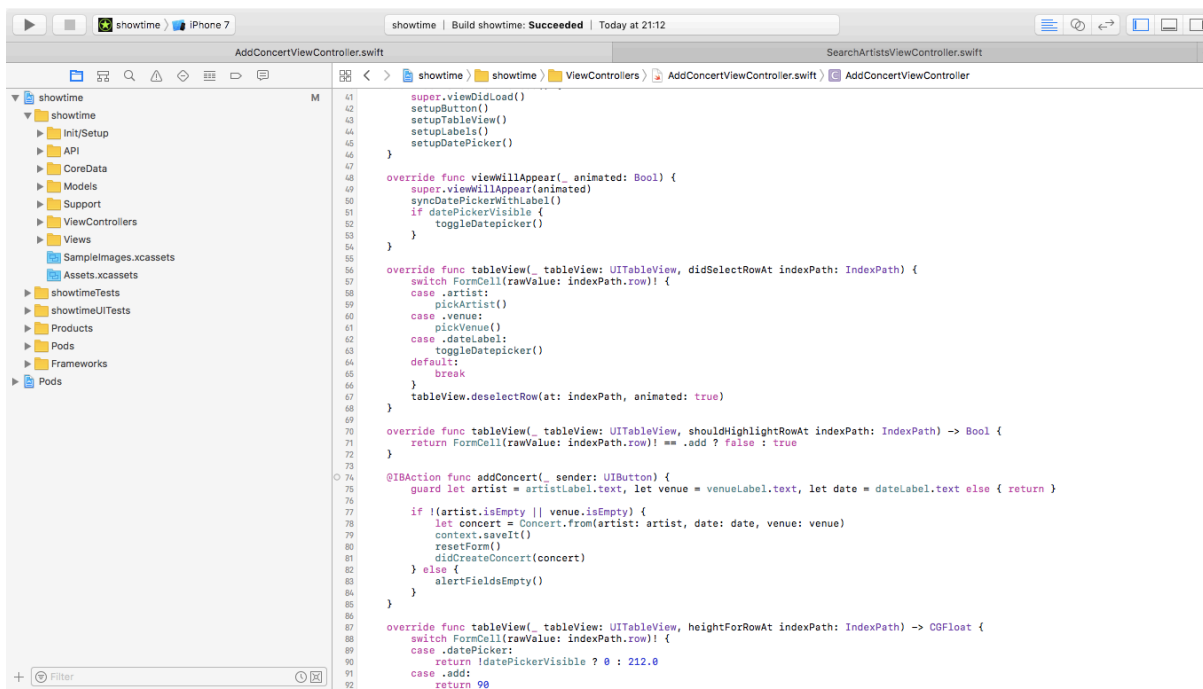 showtime 〉 iPhone 7
showtime | Build showtime: Succeeded | Today at 21:12
AddConcertViewController.swift
SearchArtistsViewController.swift
showtime 〉 showtime 〉 ViewControllers 〉 AddConcertViewController.swift 〉 C AddConcertViewController
showtime M
showtime
Init/Setup
API
CoreData
Models
Support
ViewControllers
Views
SampleImages.xcassets
Assets.xcassets
showtimeTests
showtimeUITests
Products
Pods
Frameworks
Pods
Filter
41 super.viewDidLoad()
42 setupButton()
43 setupTableView()
44 setupLabels()
45 setupDatePicker()
46 }
47
48 override func viewWillAppear(_ animated: Bool) {
49 super.viewWillAppear(animated)
50 syncDatePickerWithLabel()
51 if datePickerVisible {
52 toggleDatepicker()
53 }
54 }
55
56 override func tableView(_ tableView: UITableView, didSelectRowAt indexPath: IndexPath) {
57 switch FormCell(rawValue: indexPath.row)! {
58 case .artist:
59 pickArtist()
60 case .venue:
61 pickVenue()
62 case .dateLabel:
63 toggleDatepicker()
64 default:
65 break
66 }
67 tableView.deselectRow(at: indexPath, animated: true)
68 }
69
70 override func tableView(_ tableView: UITableView, shouldHighlightRowAt indexPath: IndexPath) -> Bool {
71 return FormCell(rawValue: indexPath.row)! == .add ? false : true
72 }
73
74 @IBAction func addConcert(_ sender: UIButton) {
75 guard let artist = artistLabel.text, let venue = venueLabel.text, let date = dateLabel.text else { return }
76
77 if !(artist.isEmpty || venue.isEmpty) {
78 let concert = Concert.from(artist: artist, date: date, venue: venue)
79 context.saveIt()
80 resetForm()
81 didCreateConcert(concert)
82 } else {
83 alertFieldsEmpty()
84 }
85 }
86
87 override func tableView(_ tableView: UITableView, heightForRowAt indexPath: IndexPath) -> CGFloat {
88 switch FormCell(rawValue: indexPath.row)! {
89 case .datePicker:
90 return !datePickerVisible ? 0 : 212.0
91 case .add:
92 return 90